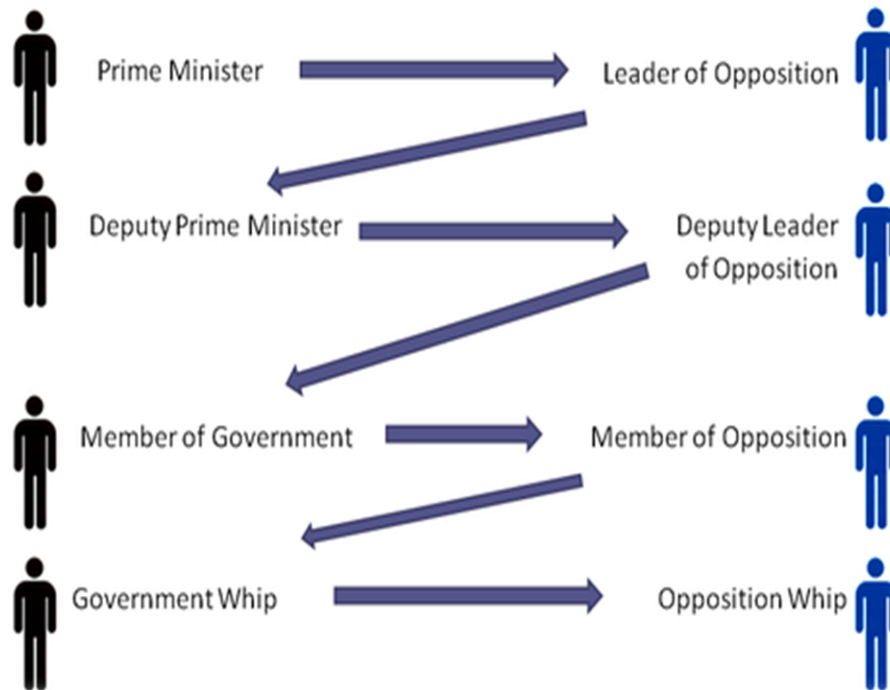 Prime Minister
Leader of Opposition
Deputy Prime Minister
Deputy Leader
of Opposition
Member of Government
Member of Opposition
Government Whip
Opposition Whip